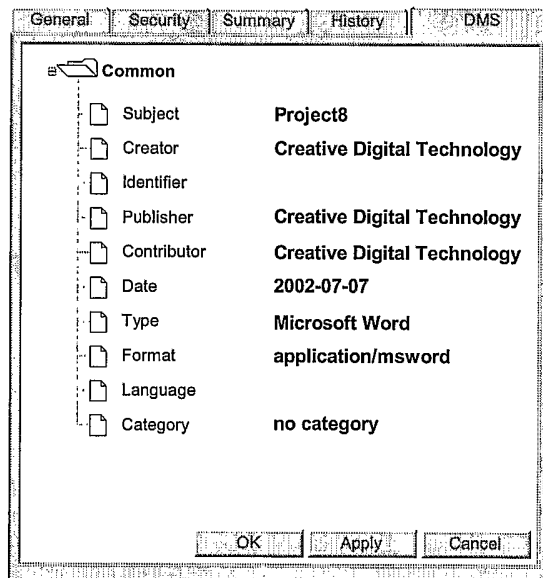 General Security Summary History DMS
Common
Subject Project8
Creator Creative Digital Technology
Identifier
Publisher Creative Digital Technology
Contributor Creative Digital Technology
Date 2002-07-07
Type Microsoft Word
Format application/msword
Language
Category no category
OK Apply Cancel